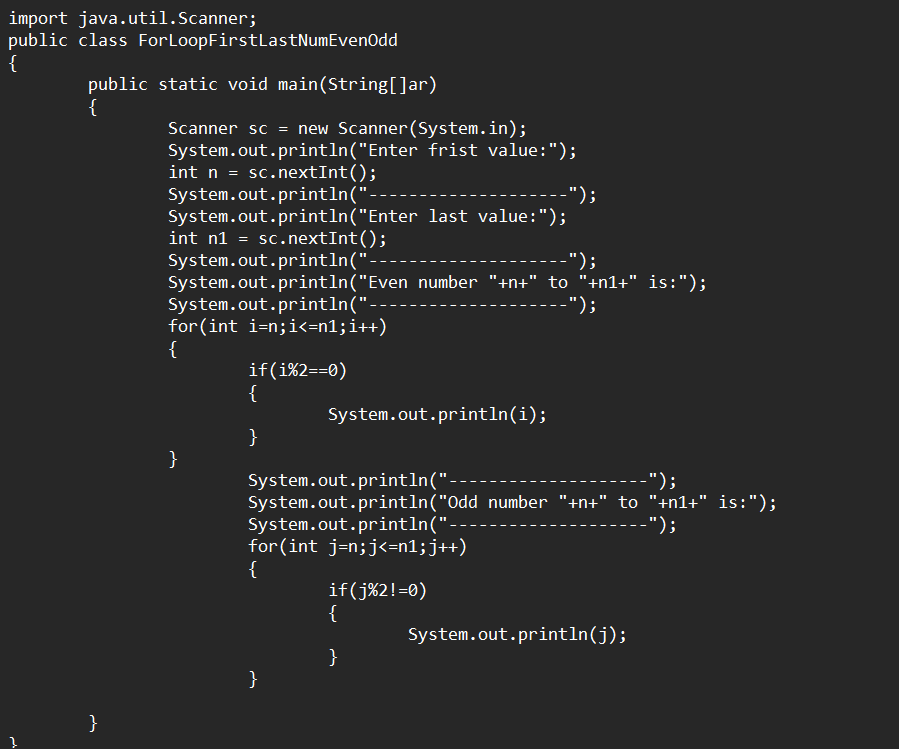 import java.util.Scanner;
public class ForLoopFirstLastNumEvenOdd
{
        public static void main(String[]ar)
        {
                Scanner sc = new Scanner(System.in);
                System.out.println("Enter frist value:");
                int n = sc.nextInt();
                System.out.println("--------------------");
                System.out.println("Enter last value:");
                int n1 = sc.nextInt();
                System.out.println("--------------------");
                System.out.println("Even number "+n+" to "+n1+" is:");
                System.out.println("--------------------");
                for(int i=n;i<=n1;i++)
                {
                        if(i%2==0)
                        {
                                System.out.println(i);
                        }
                }
                        System.out.println("--------------------");
                        System.out.println("Odd number "+n+" to "+n1+" is:");
                        System.out.println("--------------------");
                        for(int j=n;j<=n1;j++)
                        {
                                if(j%2!=0)
                                {
                                        System.out.println(j);
                                }
                        }

        }
}